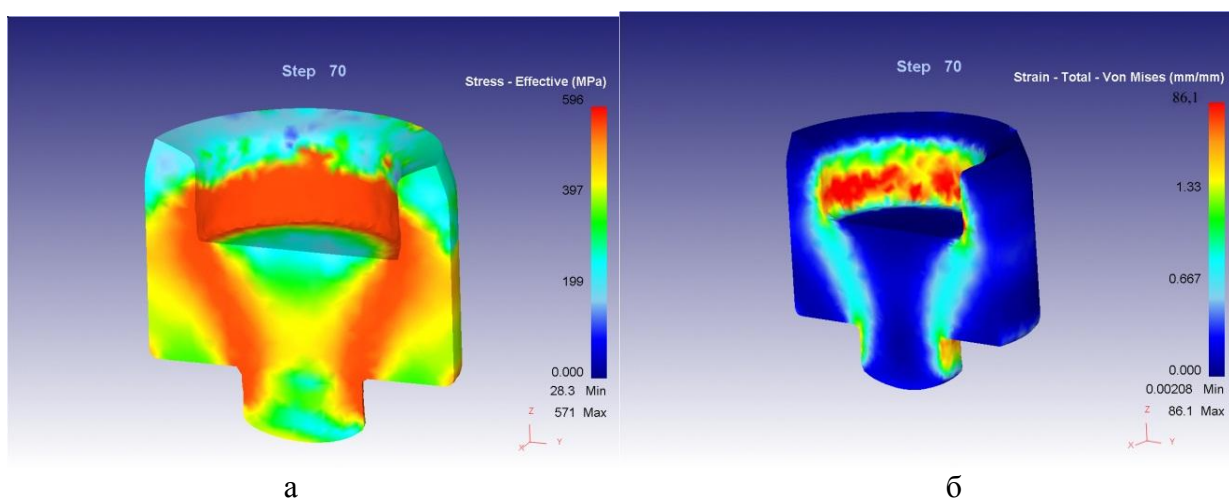 Step 70
Stress - Effective (MPa)
596
397
199
0.000
28.3 Min
571 Max
Z
X
Y
а
Step 70
Strain - Total - Von Mises (mm/mm)
86,1
1.33
0.667
0.000
0.00208 Min
86.1 Max
Z
X
Y
б